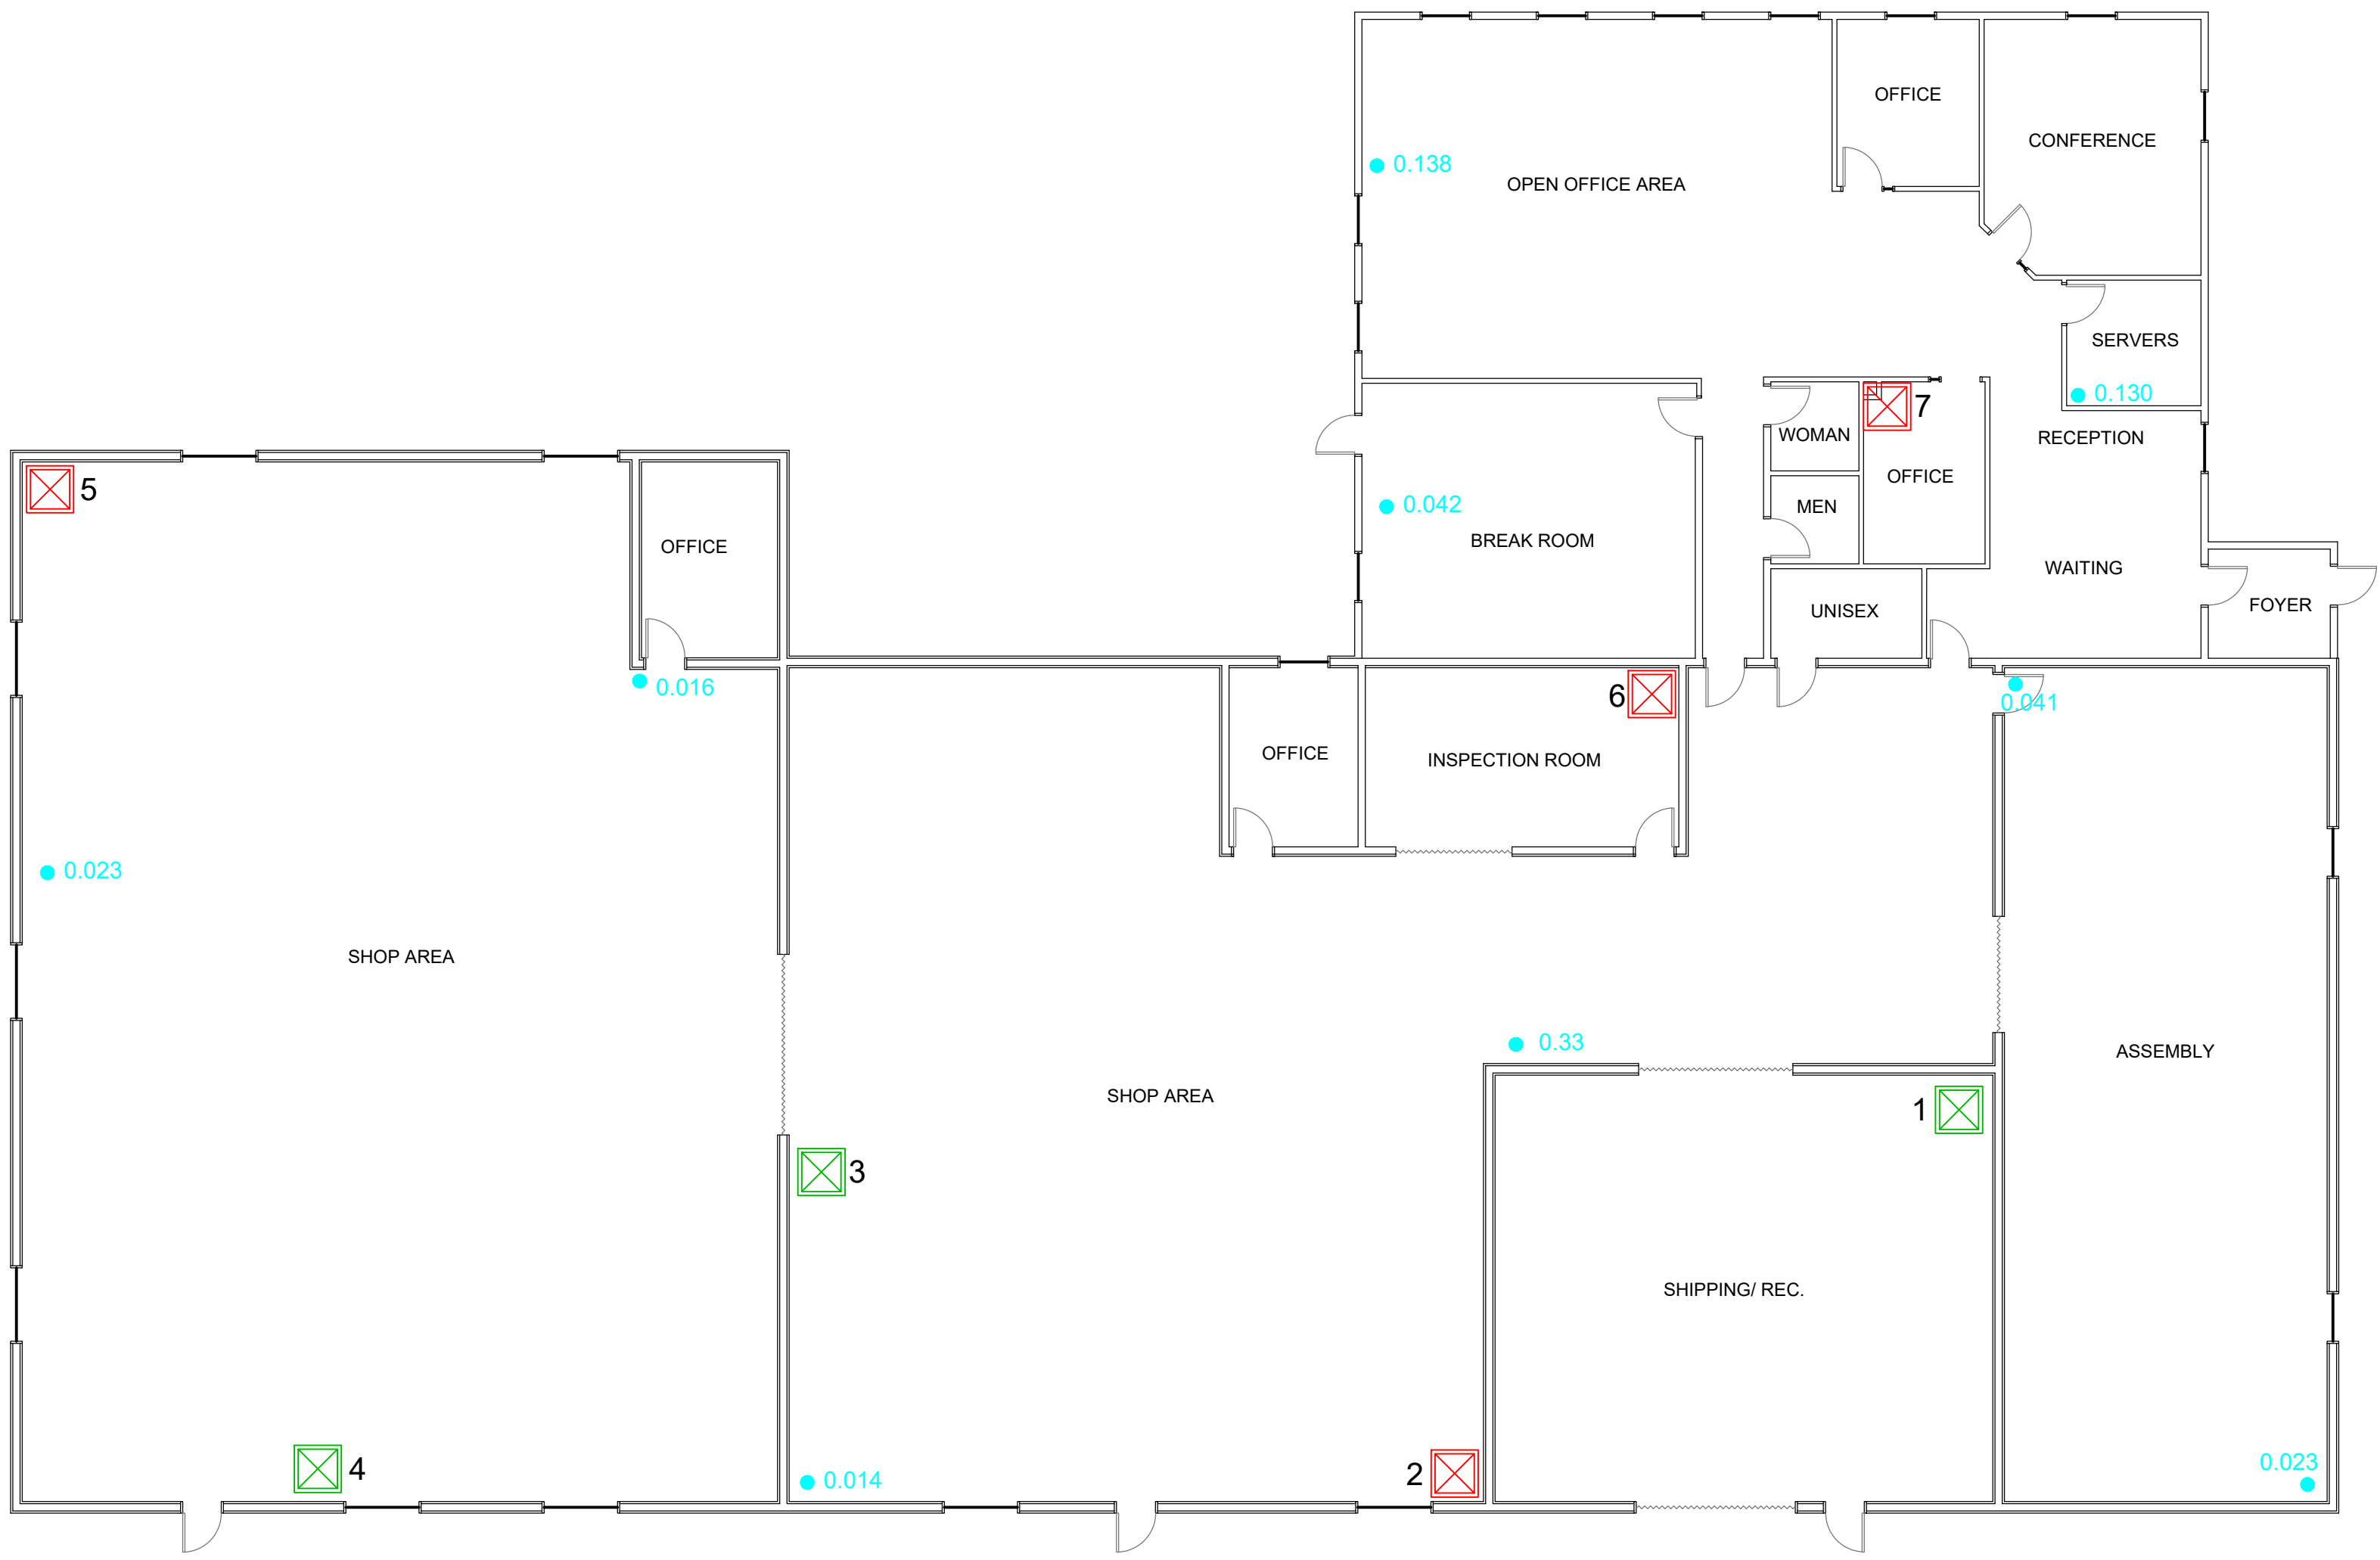 OFFICE
CONFERENCE
0.138
OPEN OFFICE AREA
SERVERS
0.130
7
WOMAN
RECEPTION
OFFICE
5
0.042
MEN
BREAK ROOM
OFFICE
WAITING
FOYER
UNISEX
0.016
6
0.041
OFFICE
INSPECTION ROOM
0.023
SHOP AREA
0.33
ASSEMBLY
SHOP AREA
1
3
SHIPPING/ REC.
4
0.014
2
0.023